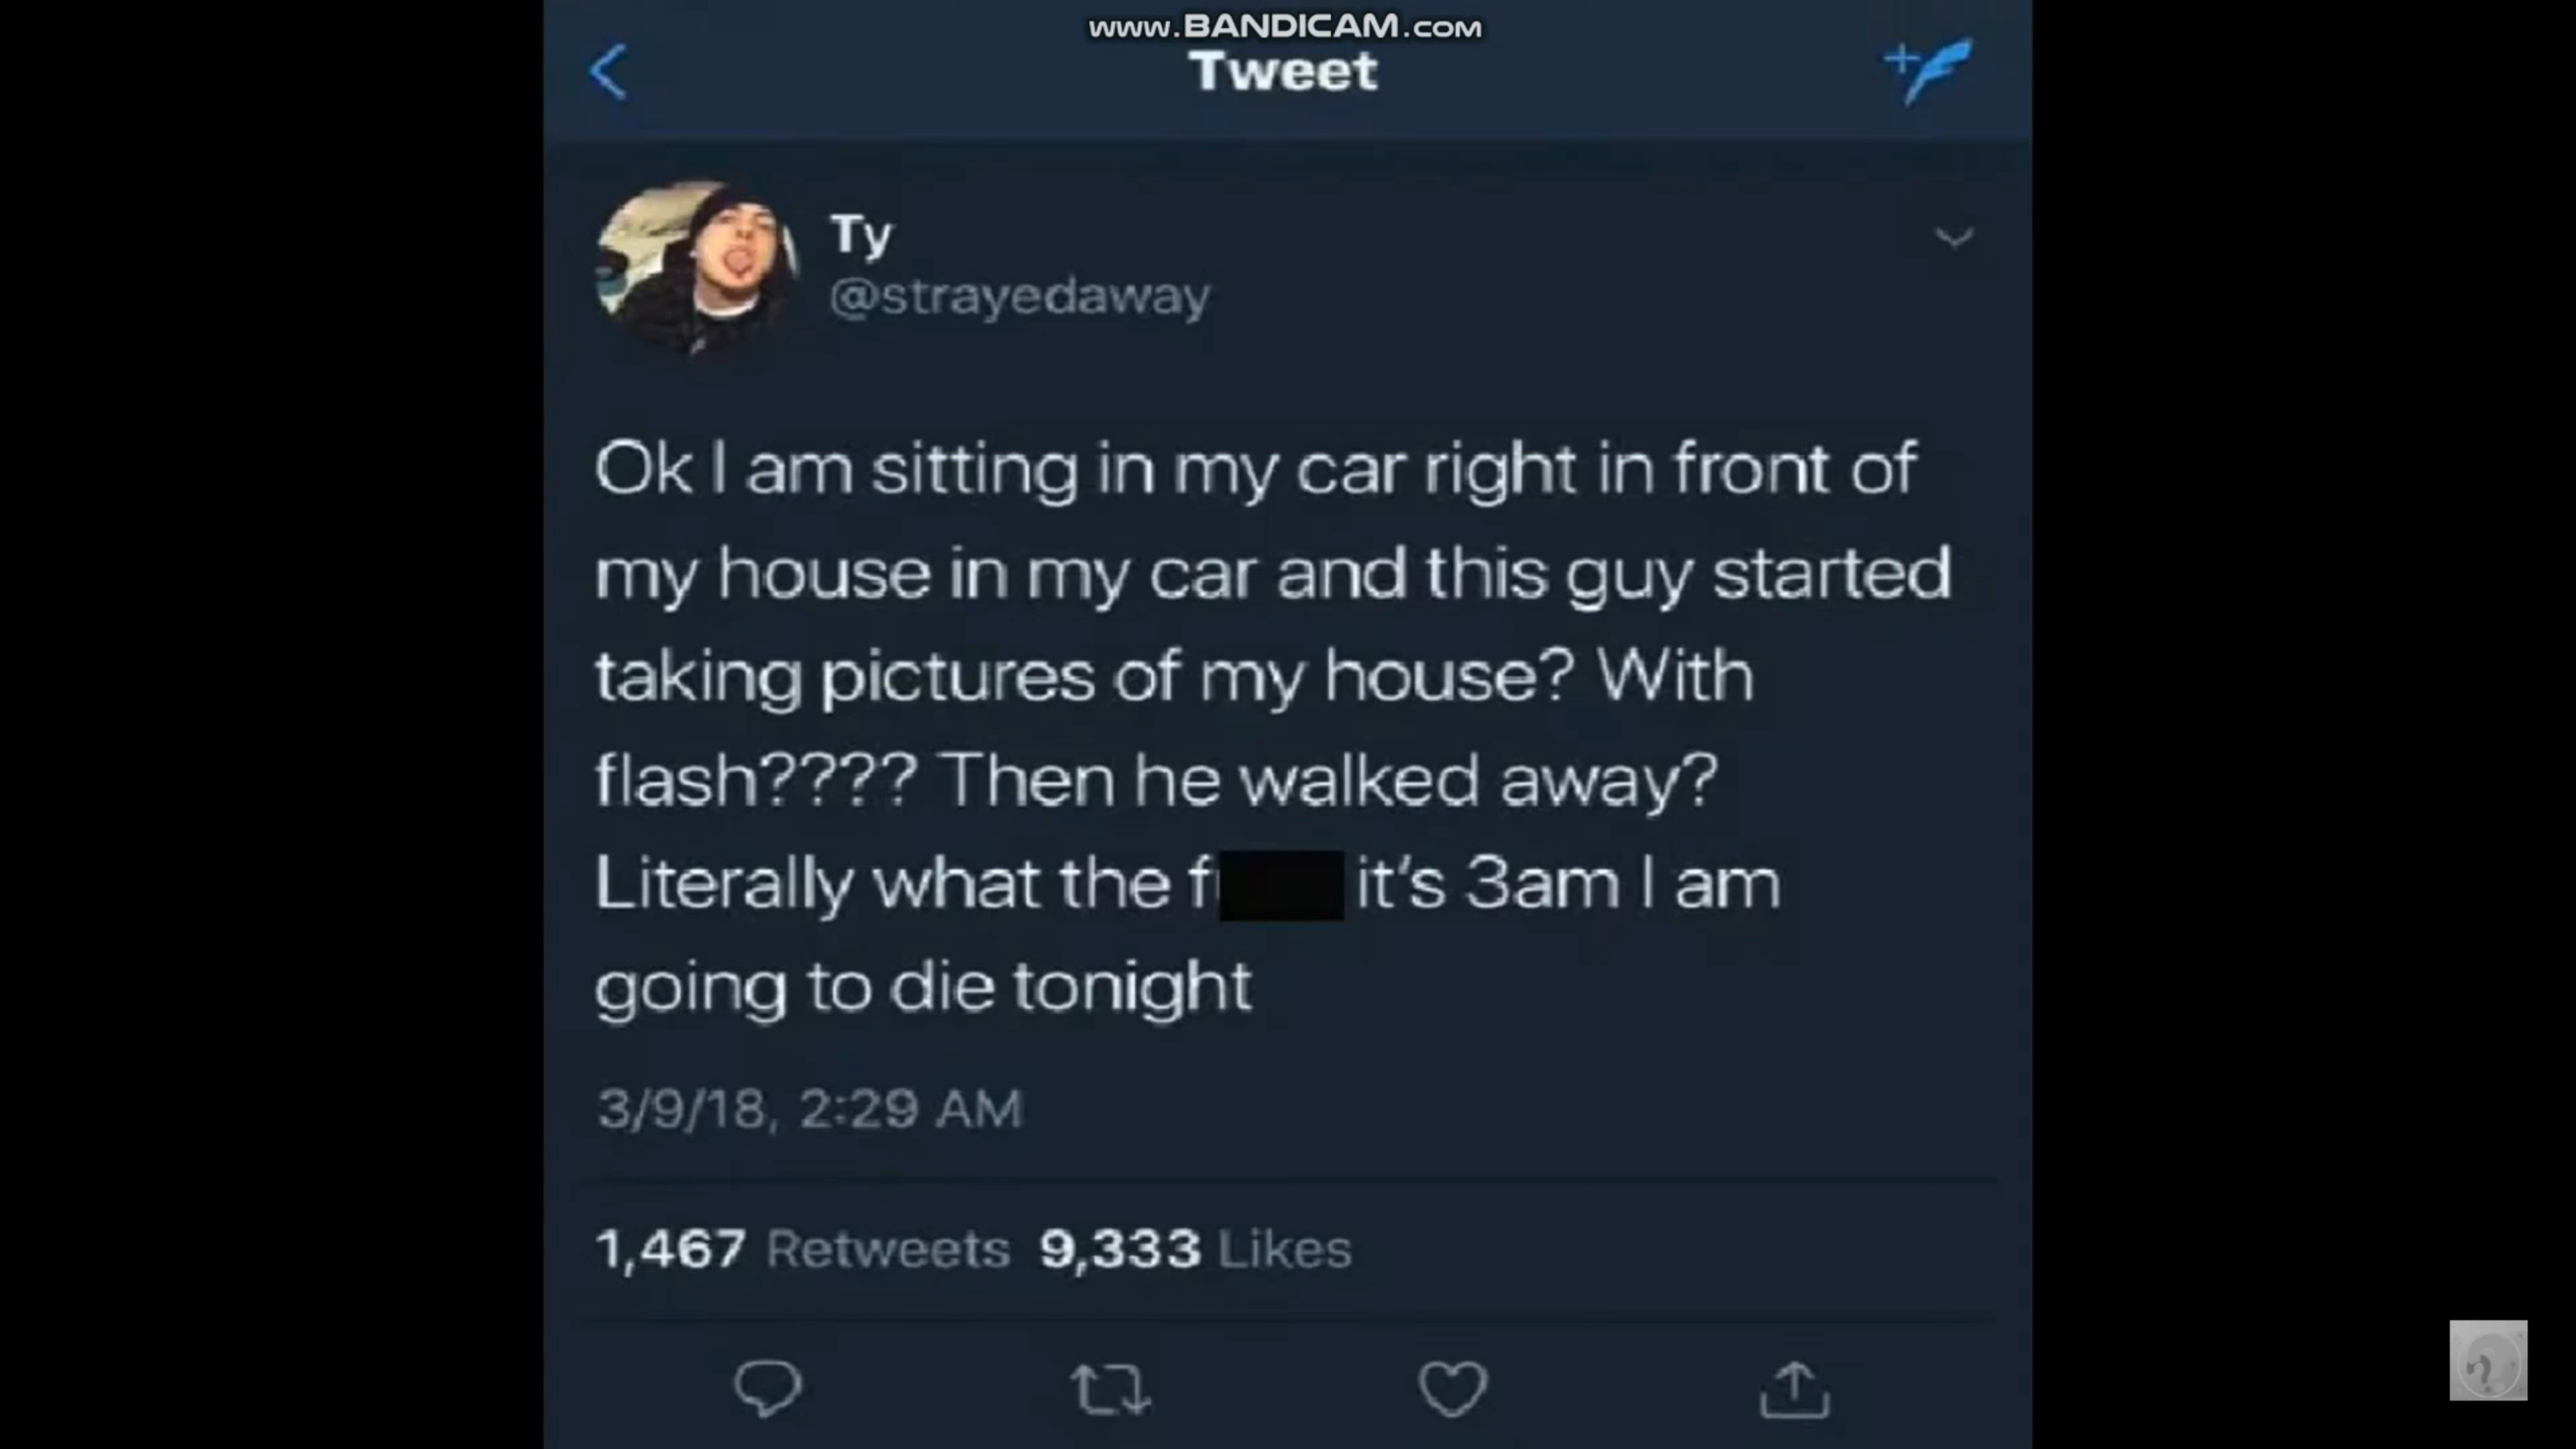 www.BANDICAM.com
Tweet
Ty
@strayedaway
Ok I am sitting in my car right in front of
my house in my car and this guy started
taking pictures of my house? With
flash???? Then he walked away?
Literally what the f it's 3am I am
going to die tonight
3/9/18, 2:29 AM
1,467 Retweets 9,333 Likes
?